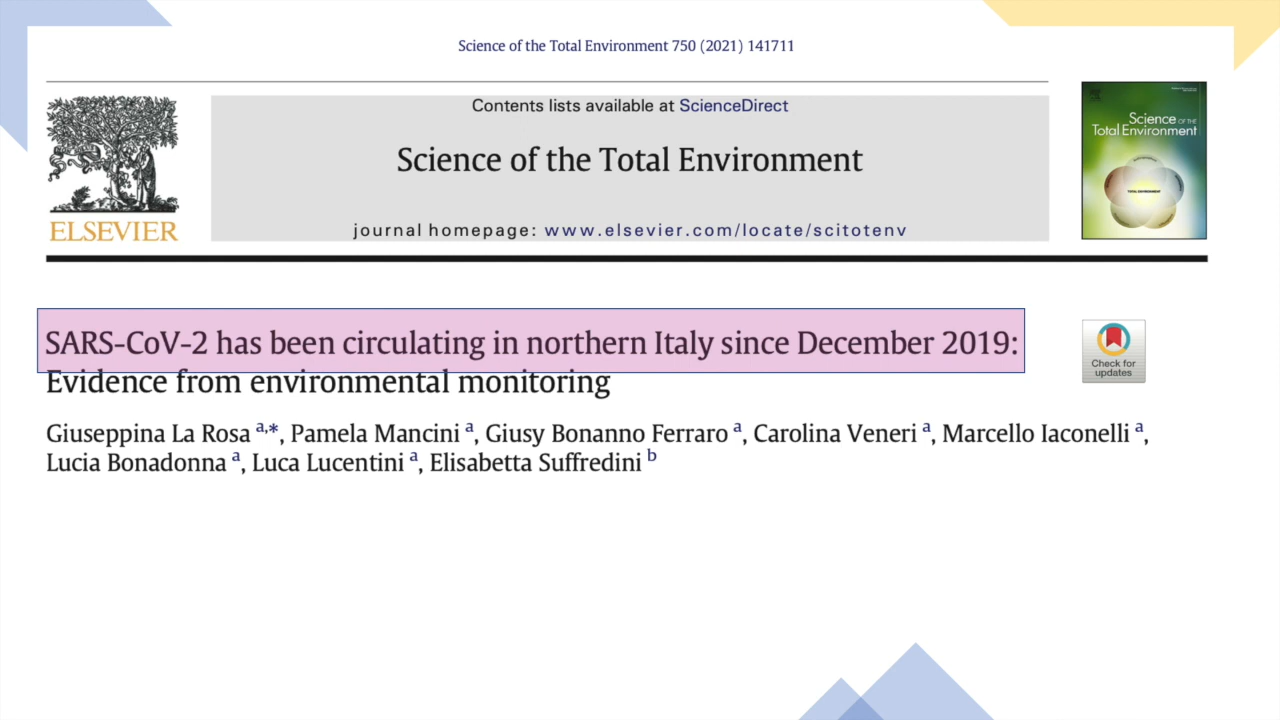 Science of the Total Environment 750 (2021) 141711
Contents lists available at ScienceDirect
Science of the Total Environment
journal homepage: www.elsevier.com/locate/scitotenv
ELSEVIER
Science OF THE
Total Environment
TOTAL ENVIRONMENT
SARS-CoV-2 has been circulating in northern Italy since December 2019:
Evidence from environmental monitoring
Check for
updates
Giuseppina La Rosa a,*, Pamela Mancini a, Giusy Bonanno Ferraro a, Carolina Veneri a, Marcello Iaconelli a,
Lucia Bonadonna a, Luca Lucentini a, Elisabetta Suffredini b